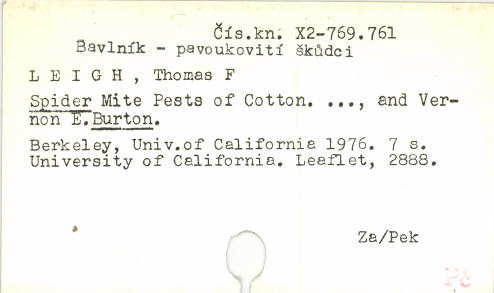 Čís.kn. X2-769.761
Bavlník - pavoukovití škůdci
L E I G H , Thomas F
Spider Mite Pests of Cotton. ..., and Ver-
non E.Burton.
Berkeley, Univ.of California 1976. 7 s.
University of California. Leaflet, 2888.
Za/Pek
Pč